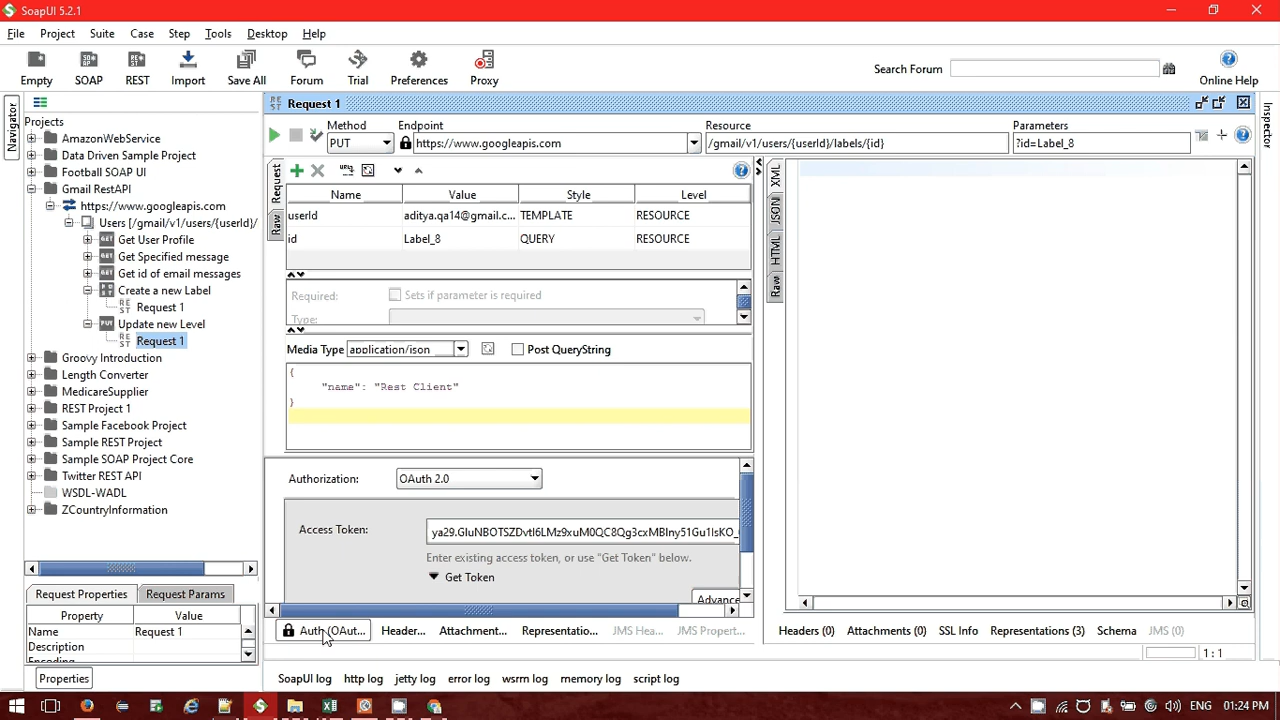 SoapUI 5.2.1
File Project Suite Case Step Tools Desktop Help
Empty SOAP REST Import Save All Forum Trial Preferences Proxy
Search Forum
Online Help
Navigator
Projects
AmazonWebService
Data Driven Sample Project
Football SOAP UI
Gmail RestAPI
https://www.googleapis.com
Users [/gmail/v1/users/{userId}/
GET Get User Profile
GET Get Specified message
GET Get id of email messages
Create a new Label
Request 1
PUT Update new Level
Request 1
Groovy Introduction
Length Converter
MedicareSupplier
REST Project 1
Sample Facebook Project
Sample REST Project
Sample SOAP Project Core
Twitter REST API
WSDL-WADL
ZCountryInformation
Request Properties Request Params
Property Value
Name Request 1
Description
Encoding
Properties
Request 1
Method Endpoint Resource Parameters
PUT https://www.googleapis.com /gmail/v1/users/{userId}/labels/{id} ?id=Label_8
Request
Raw
Name Value Style Level
userId aditya.qa14@gmail.c... TEMPLATE RESOURCE
id Label_8 QUERY RESOURCE
Required: Sets if parameter is required
Type:
Media Type application/json Post QueryString
{
"name": "Rest Client"
}
Authorization: OAuth 2.0
Access Token:
Enter existing access token, or use "Get Token" below.
Get Token
Advance
Auth (OAut... Header... Attachment... Representatio... JMS Hea... JMS Propert...
XML
JSON
HTML
Raw
Headers (0) Attachments (0) SSL Info Representations (3) Schema JMS (0)
1 : 1
Inspector
SoapUI log http log jetty log error log wsrm log memory log script log
ENG 01:24 PM